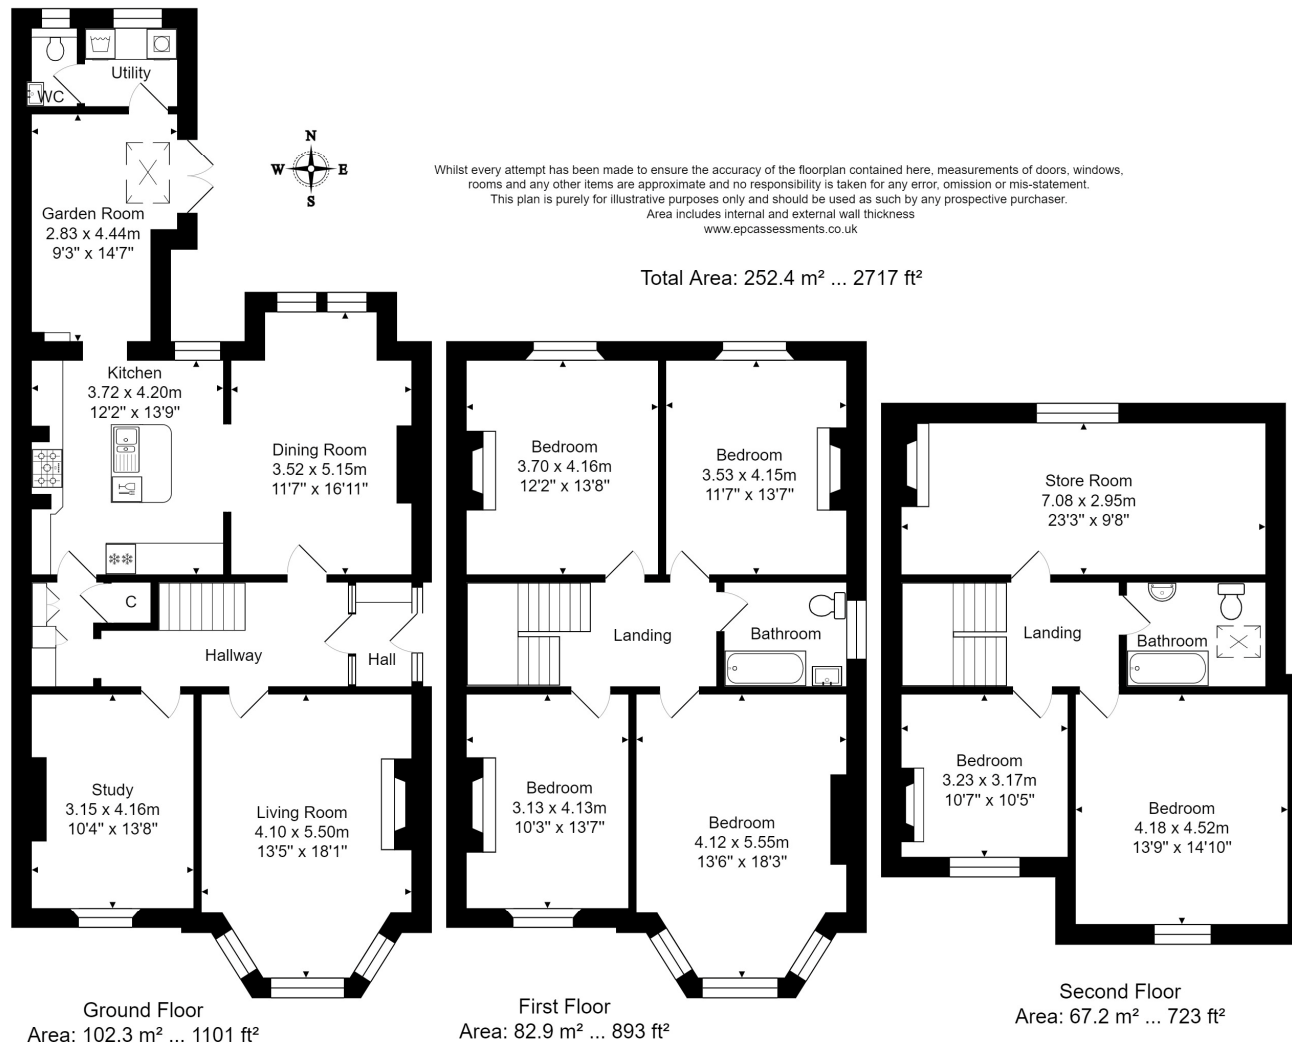 WC
Utility
Garden Room
2.83 x 4.44m
9'3" x 14'7"
N
W E
S
Whilst every attempt has been made to ensure the accuracy of the floorplan contained here, measurements of doors, windows,
rooms and any other items are approximate and no responsibility is taken for any error, omission or mis-statement.
This plan is purely for illustrative purposes only and should be used as such by any prospective purchaser.
Area includes internal and external wall thickness
www.epcassessments.co.uk
Total Area: 252.4 m² ... 2717 ft²
Kitchen
3.72 x 4.20m
12'2" x 13'9"
Dining Room
3.52 x 5.15m
11'7" x 16'11"
C
Hallway
Hall
Study
3.15 x 4.16m
10'4" x 13'8"
Living Room
4.10 x 5.50m
13'5" x 18'1"
Ground Floor
Area: 102.3 m² ... 1101 ft²
Bedroom
3.70 x 4.16m
12'2" x 13'8"
Bedroom
3.53 x 4.15m
11'7" x 13'7"
Landing
Bathroom
Bedroom
3.13 x 4.13m
10'3" x 13'7"
Bedroom
4.12 x 5.55m
13'6" x 18'3"
First Floor
Area: 82.9 m² ... 893 ft²
Store Room
7.08 x 2.95m
23'3" x 9'8"
Landing
Bathroom
Bedroom
3.23 x 3.17m
10'7" x 10'5"
Bedroom
4.18 x 4.52m
13'9" x 14'10"
Second Floor
Area: 67.2 m² ... 723 ft²